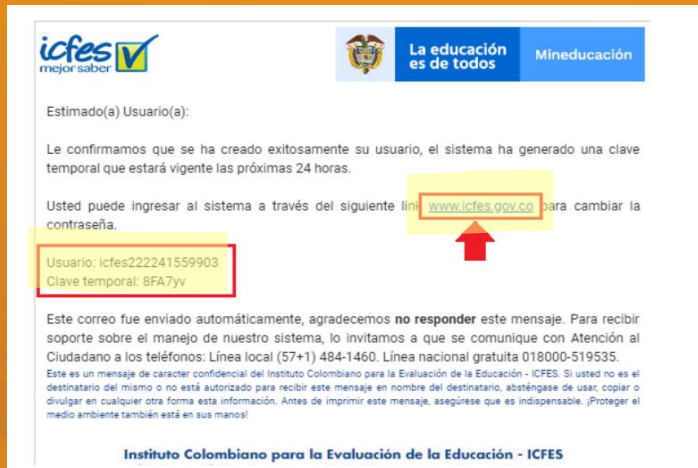 icfes
mejor saber
La educación
es de todos
Mineducación
Estimado(a) Usuario(a):
Le confirmamos que se ha creado exitosamente su usuario, el sistema ha generado una clave
temporal que estará vigente las próximas 24 horas.
Usted puede ingresar al sistema a través del siguiente link www.icfes.gov.co para cambiar la
contraseña.
Usuario: icfes222241559903
Clave temporal: 8FA7yv
Este correo fue enviado automáticamente, agradecemos no responder este mensaje. Para recibir
soporte sobre el manejo de nuestro sistema, lo invitamos a que se comunique con Atención al
Ciudadano a los teléfonos: Línea local (57+1) 484-1460. Línea nacional gratuita 018000-519535.
Este es un mensaje de caracter confidencial del Instituto Colombiano para la Evaluación de la Educación - ICFES. Si usted no es el
destinatario del mismo o no está autorizado para recibir este mensaje en nombre del destinatario, absténgase de usar, copiar o
divulgar en cualquier otra forma esta información. Antes de imprimir este mensaje, asegúrese que es indispensable. ¡Proteger el
medio ambiente también está en sus manos!
Instituto Colombiano para la Evaluación de la Educación - ICFES